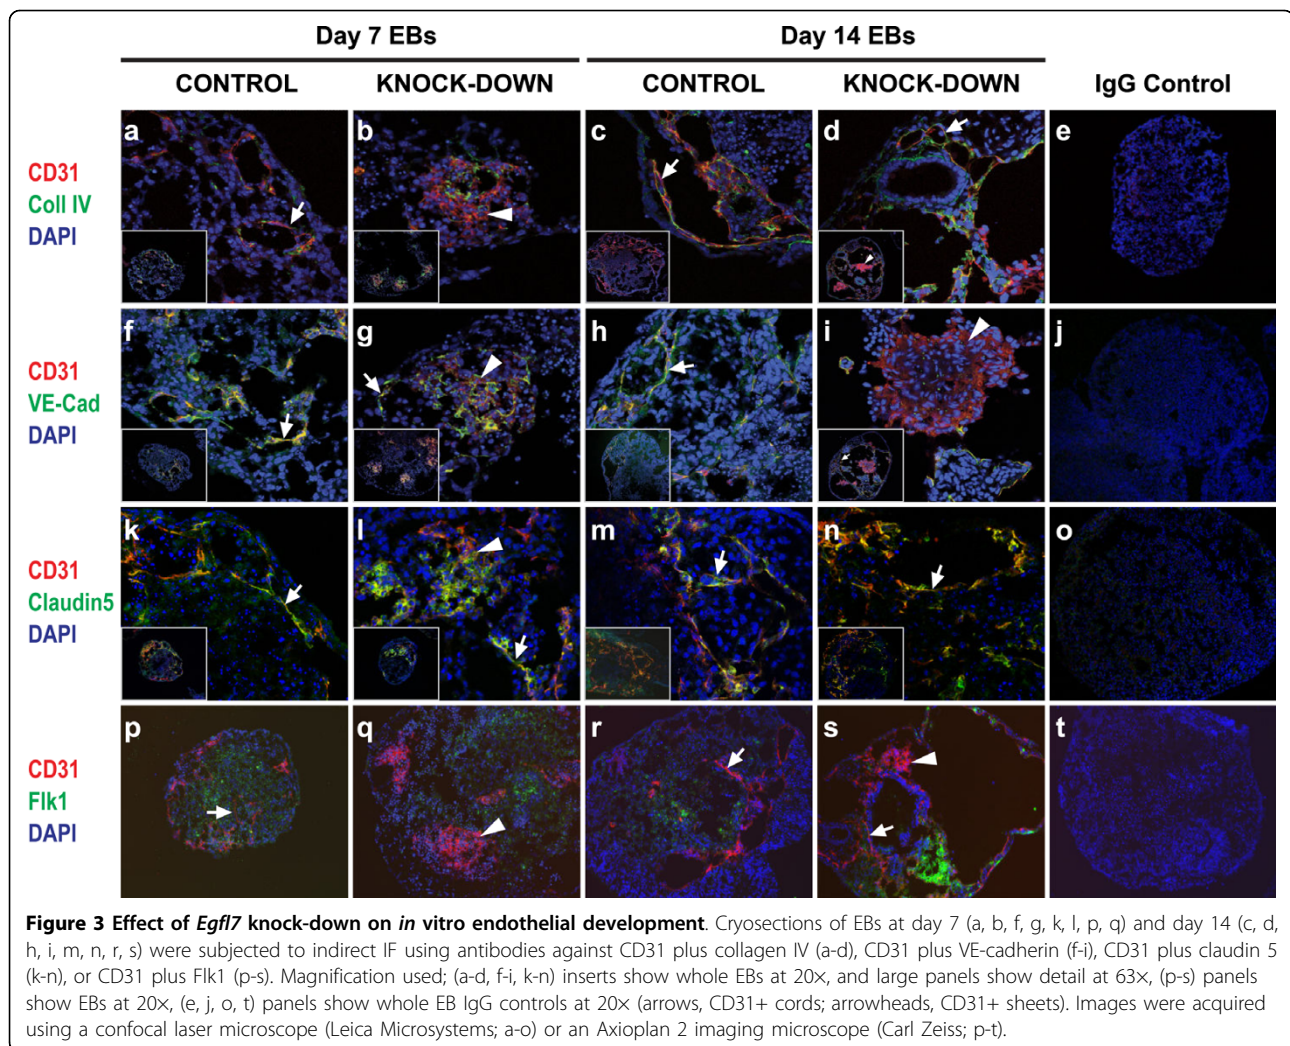 Day 7 EBs
Day 14 EBs
CONTROL
KNOCK-DOWN
CONTROL
KNOCK-DOWN
IgG Control
CD31
Coll IV
DAPI
a
b
c
d
e
CD31
VE-Cad
DAPI
f
g
h
i
j
CD31
Claudin5
DAPI
k
l
m
n
o
CD31
Flk1
DAPI
p
q
r
s
t
Figure 3 Effect of Egfl7 knock-down on in vitro endothelial development. Cryosections of EBs at day 7 (a, b, f, g, k, l, p, q) and day 14 (c, d,
h, i, m, n, r, s) were subjected to indirect IF using antibodies against CD31 plus collagen IV (a-d), CD31 plus VE-cadherin (f-i), CD31 plus claudin 5
(k-n), or CD31 plus Flk1 (p-s). Magnification used; (a-d, f-i, k-n) inserts show whole EBs at 20×, and large panels show detail at 63×, (p-s) panels
show EBs at 20×, (e, j, o, t) panels show whole EB IgG controls at 20× (arrows, CD31+ cords; arrowheads, CD31+ sheets). Images were acquired
using a confocal laser microscope (Leica Microsystems; a-o) or an Axioplan 2 imaging microscope (Carl Zeiss; p-t).